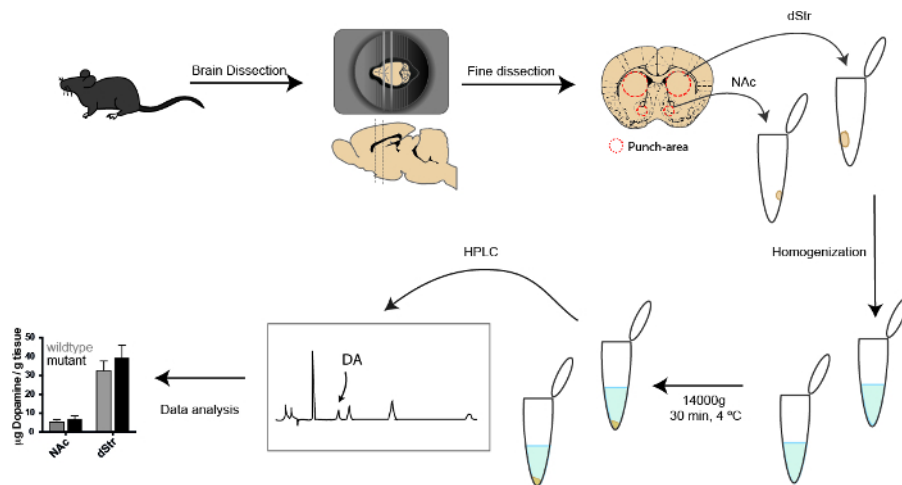 dStr
Brain Dissection
Fine dissection
NAc
Punch-area
Homogenization
HPLC
14000g
30 min, 4 ºC
DA
Data analysis
µg Dopamine / g tissue
50
40
30
20
10
0
wildtype
mutant
NAc
dStr